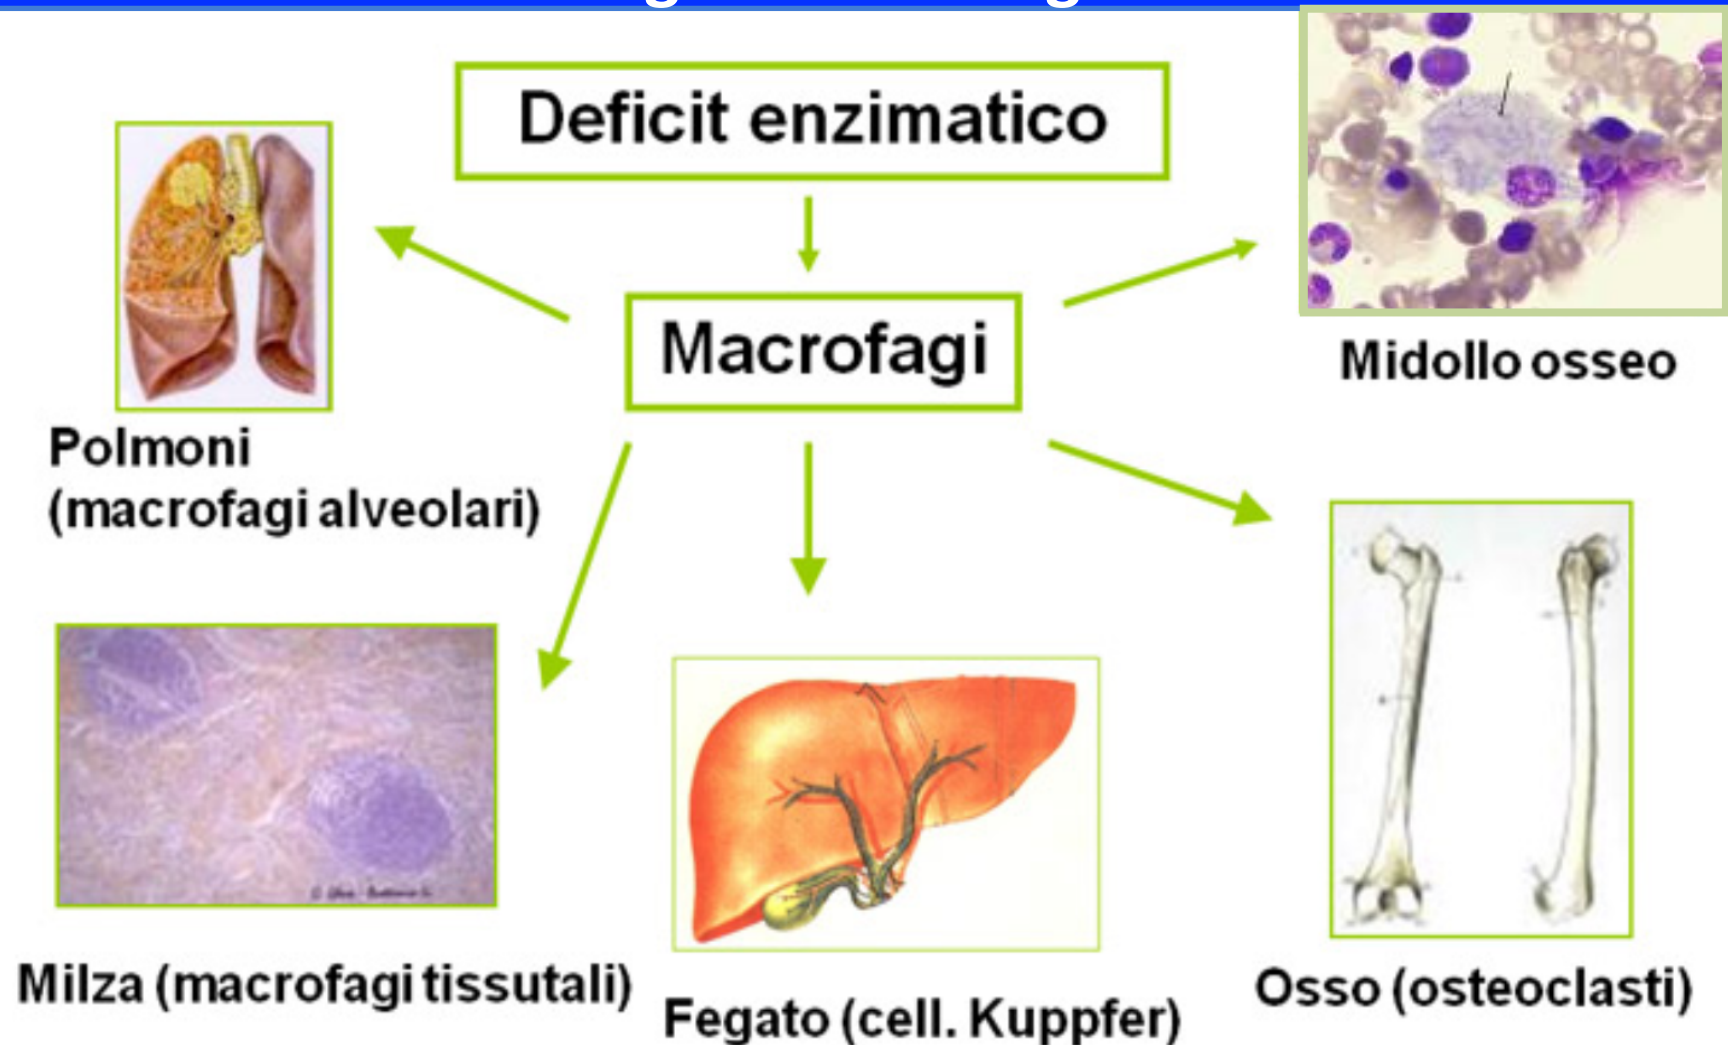 Deficit enzimatico
Macrofagi
Midollo osseo
Polmoni
(macrofagi alveolari)
Milza (macrofagi tissutali)
Fegato (cell. Kuppfer)
Osso (osteoclasti)